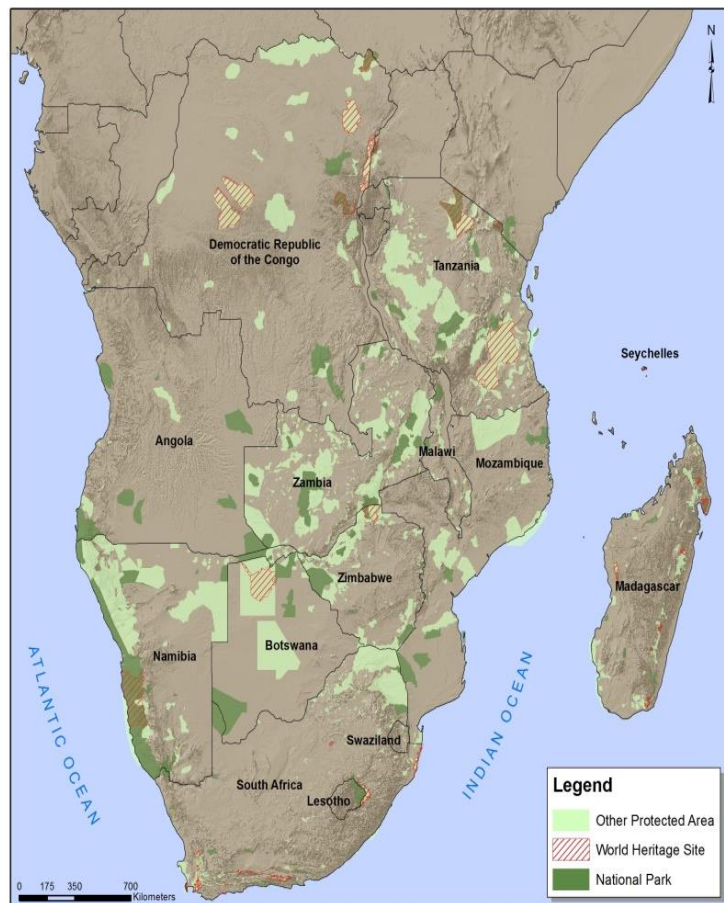 N
Democratic Republic
of the Congo
Tanzania
Seychelles
Angola
Malawi
Zambia
Mozambique
Zimbabwe
Madagascar
Namibia
Botswana
ATLANTIC OCEAN
INDIAN OCEAN
Swaziland
South Africa
Lesotho
Legend
Other Protected Area
World Heritage Site
National Park
0 175 350 700
Kilometers